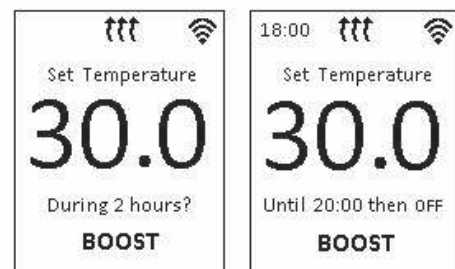 Set Temperature
30.0
During 2 hours?
BOOST
18:00
Set Temperature
30.0
Until 20:00 then OFF
BOOST